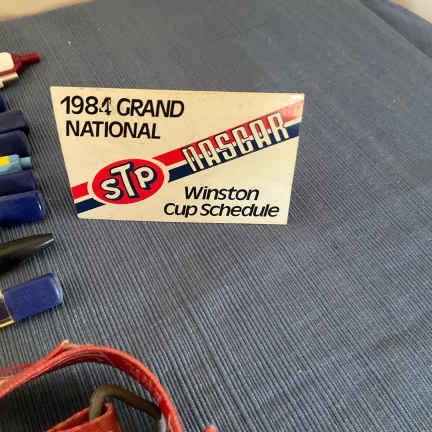 1984 GRAND
NATIONAL
NASCAR
STP
Winston
Cup Schedule